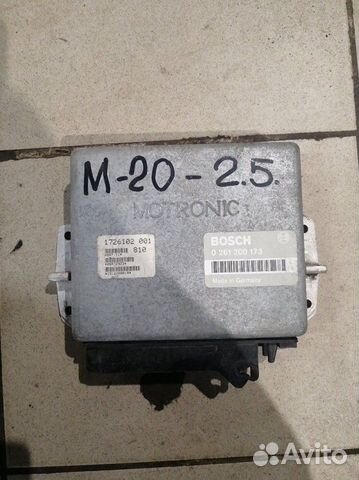 M-20-2.5.
MOTRONIC
1726102 001
810
BOSCH
0 261 200 173
Made in Germany
Avito